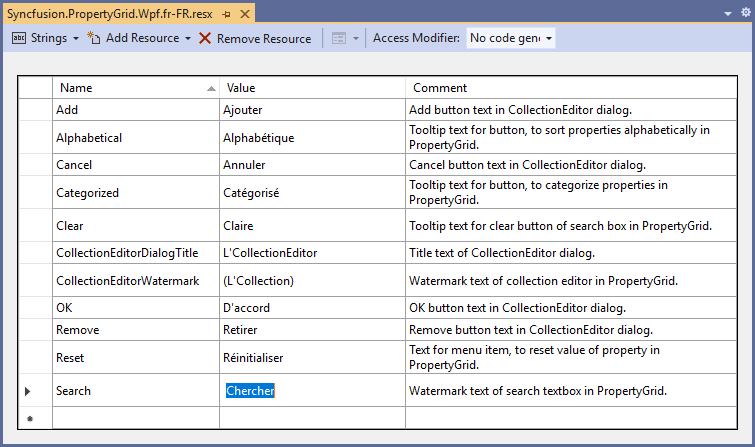 Syncfusion.PropertyGrid.Wpf.fr-FR.resx
abc Strings Add Resource Remove Resource Access Modifier: No code gene
Name Value Comment
Add Ajouter Add button text in CollectionEditor dialog.
Alphabetical Alphabétique Tooltip text for button, to sort properties alphabetically in
PropertyGrid.
Cancel Annuler Cancel button text in CollectionEditor dialog.
Categorized Catégorisé Tooltip text for button, to categorize properties in
PropertyGrid.
Clear Claire Tooltip text for clear button of search box in PropertyGrid.
CollectionEditorDialogTitle L'CollectionEditor Title text of CollectionEditor dialog.
CollectionEditorWatermark (L'Collection) Watermark text of collection editor in PropertyGrid.
OK D'accord OK button text in CollectionEditor dialog.
Remove Retirer Remove button text in CollectionEditor dialog.
Reset Réinitialiser Text for menu item, to reset value of property in
PropertyGrid.
Search Chercher Watermark text of search textbox in PropertyGrid.